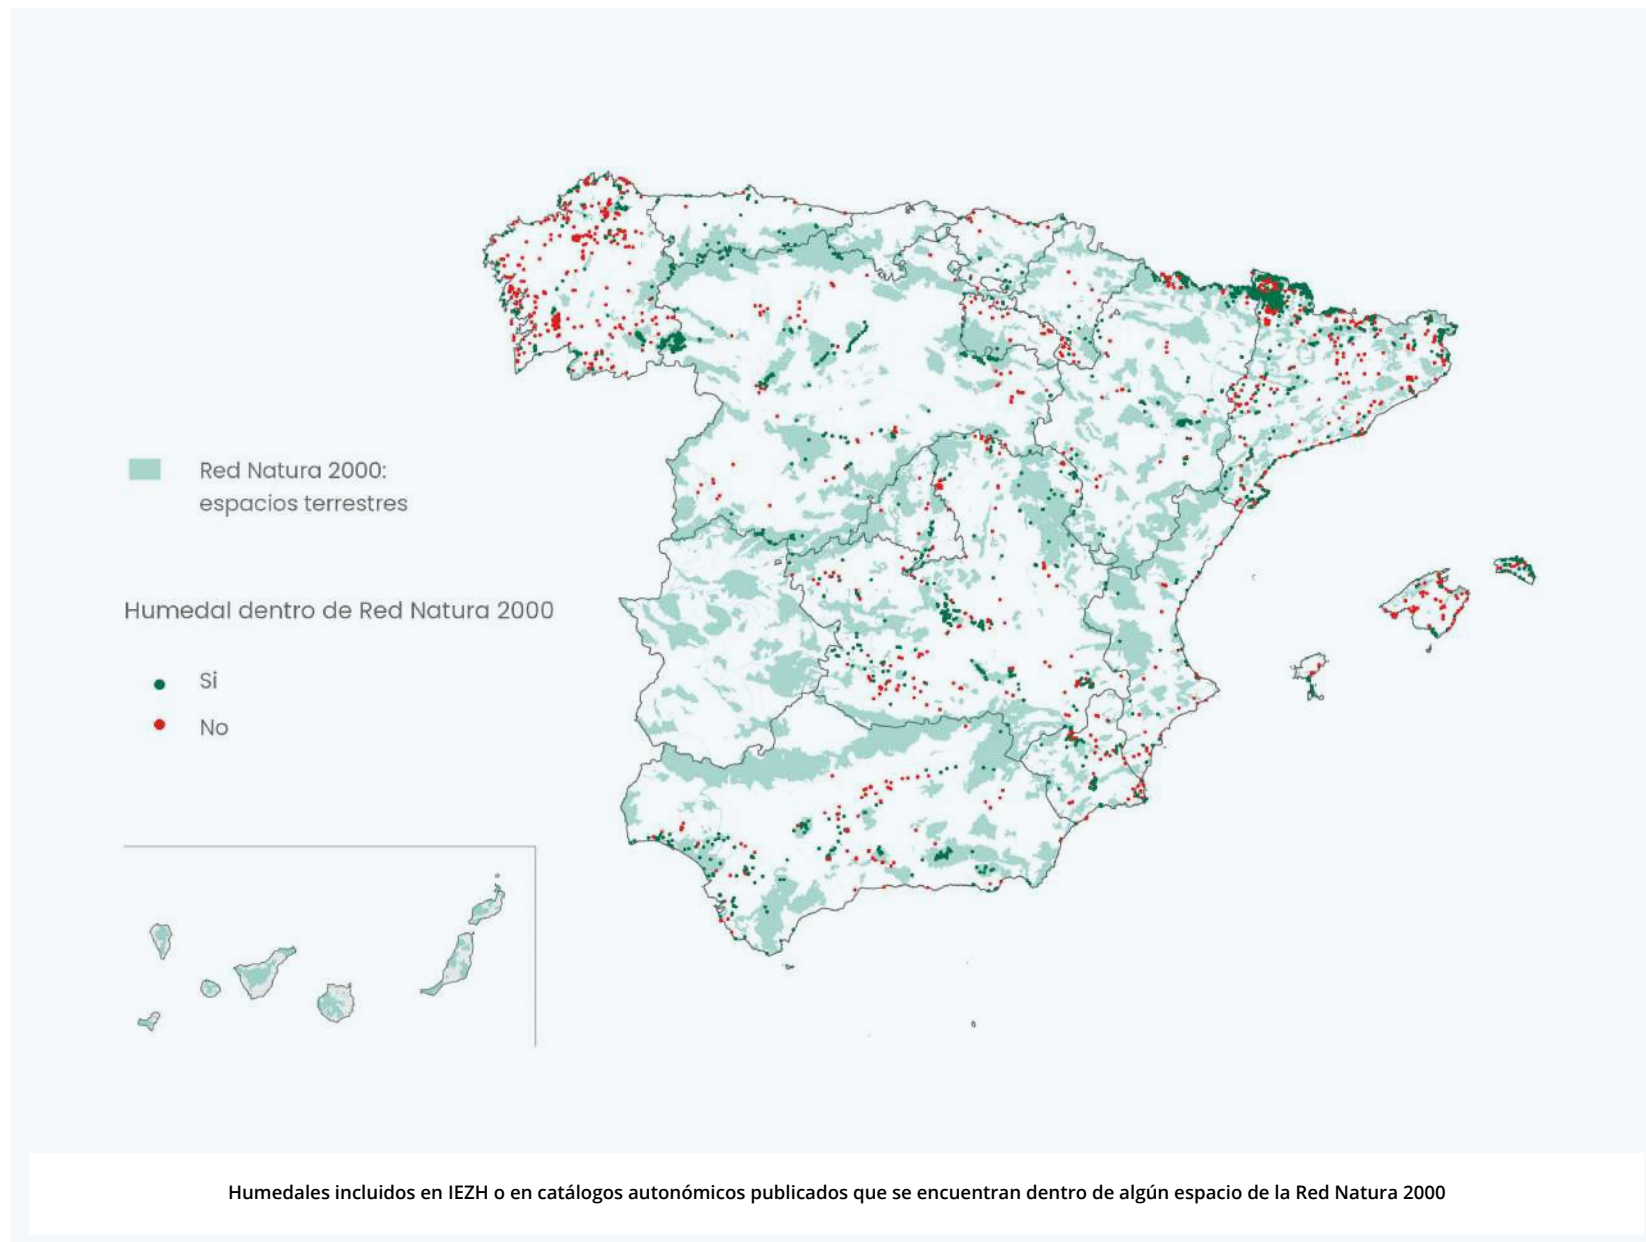 Red Natura 2000:
espacios terrestres
Humedal dentro de Red Natura 2000
Si
No
Humedales incluidos en IEZH o en catálogos autonómicos publicados que se encuentran dentro de algún espacio de la Red Natura 2000